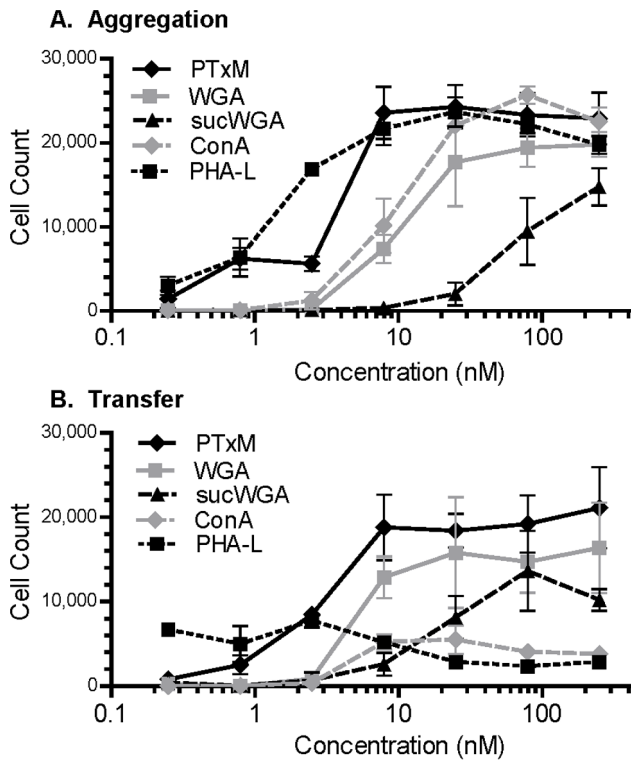 A. Aggregation
30,000
20,000
10,000
0
Cell Count
PTxM
WGA
sucWGA
ConA
PHA-L
0.1
1
10
100
Concentration (nM)
B. Transfer
30,000
20,000
10,000
0
Cell Count
PTxM
WGA
sucWGA
ConA
PHA-L
0.1
1
10
100
Concentration (nM)